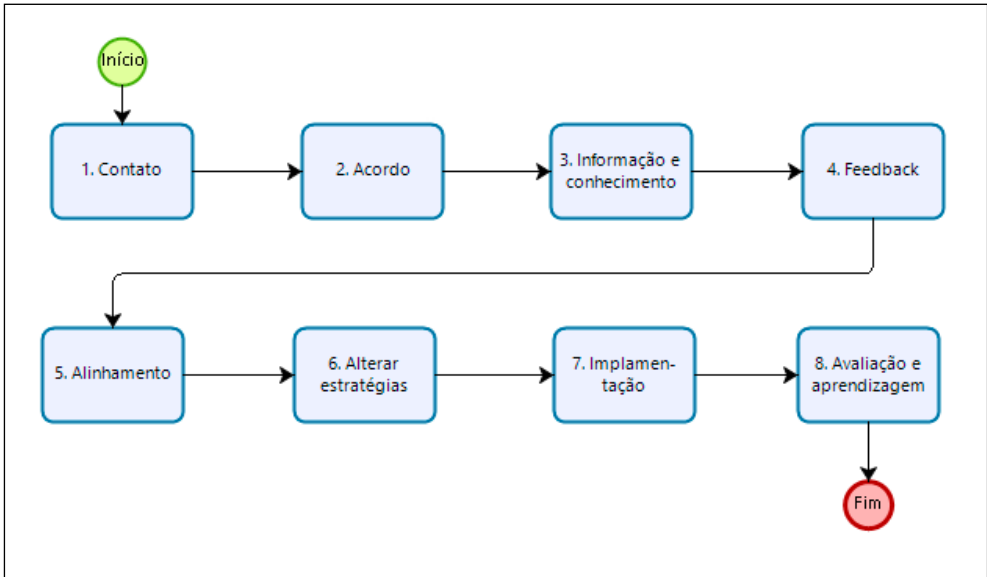 Início
1. Contato
2. Acordo
3. Informação e
conhecimento
4. Feedback
5. Alinhamento
6. Alterar
estratégias
7. Implamen-
tação
8. Avaliação e
aprendizagem
Fim